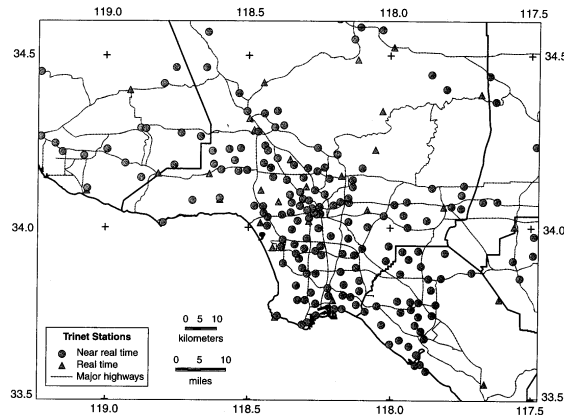 119.0 118.5 118.0 117.5
34.5 34.5
34.0 34.0
Trinet Stations
Near real time
Real time
Major highways
0 5 10
kilometers
0 5 10
miles
33.5 33.5
119.0 118.5 118.0 117.5